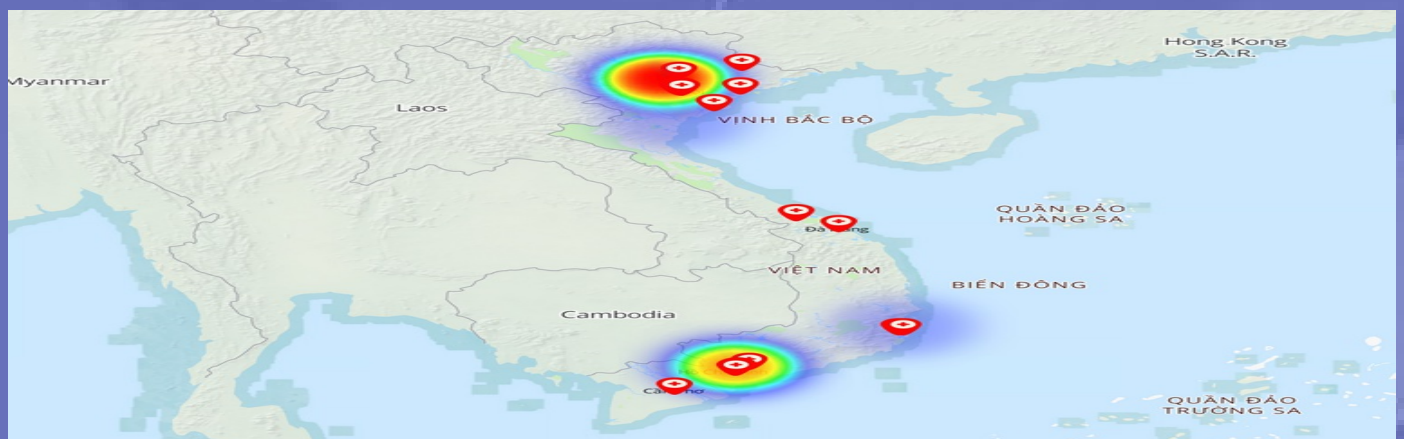 Hong Kong
S.A.R.
Myanmar
Laos
VỊNH BẮC BỘ
QUẦN ĐẢO
HOÀNG SA
VIỆT NAM
BIỂN ĐÔNG
Cambodia
QUẦN ĐẢO
TRƯỜNG SA